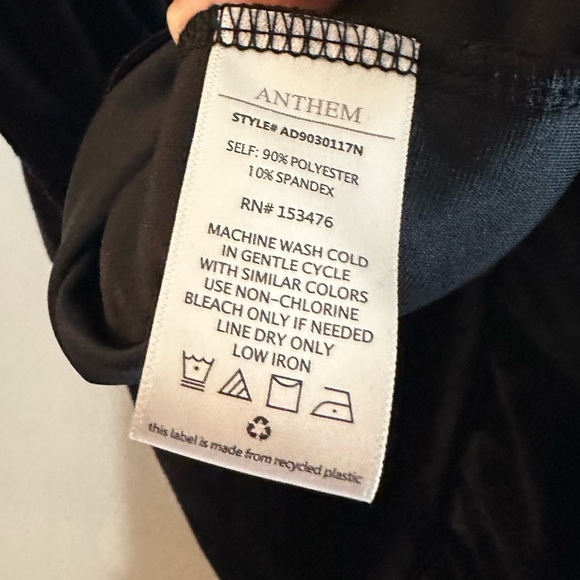 ANTHEM
STYLE# AD9030117N
SELF: 90% POLYESTER
10% SPANDEX
RN# 153476
MACHINE WASH COLD
IN GENTLE CYCLE
WITH SIMILAR COLORS
USE NON-CHLORINE
BLEACH ONLY IF NEEDED
LINE DRY ONLY
LOW IRON
this label is made from recycled plastic